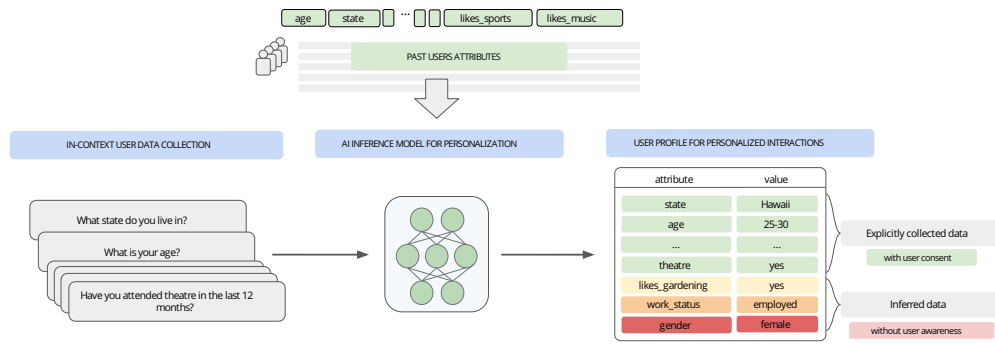 age state ... likes_sports likes_music
PAST USERS ATTRIBUTES
IN-CONTEXT USER DATA COLLECTION
AI INFERENCE MODEL FOR PERSONALIZATION
USER PROFILE FOR PERSONALIZED INTERACTIONS
What state do you live in?
What is your age?
Have you attended theatre in the last 12
months?
attribute value
state Hawaii
age 25-30
... ...
theatre yes
likes_gardening yes
work_status employed
gender female
Explicitly collected data
with user consent
Inferred data
without user awareness